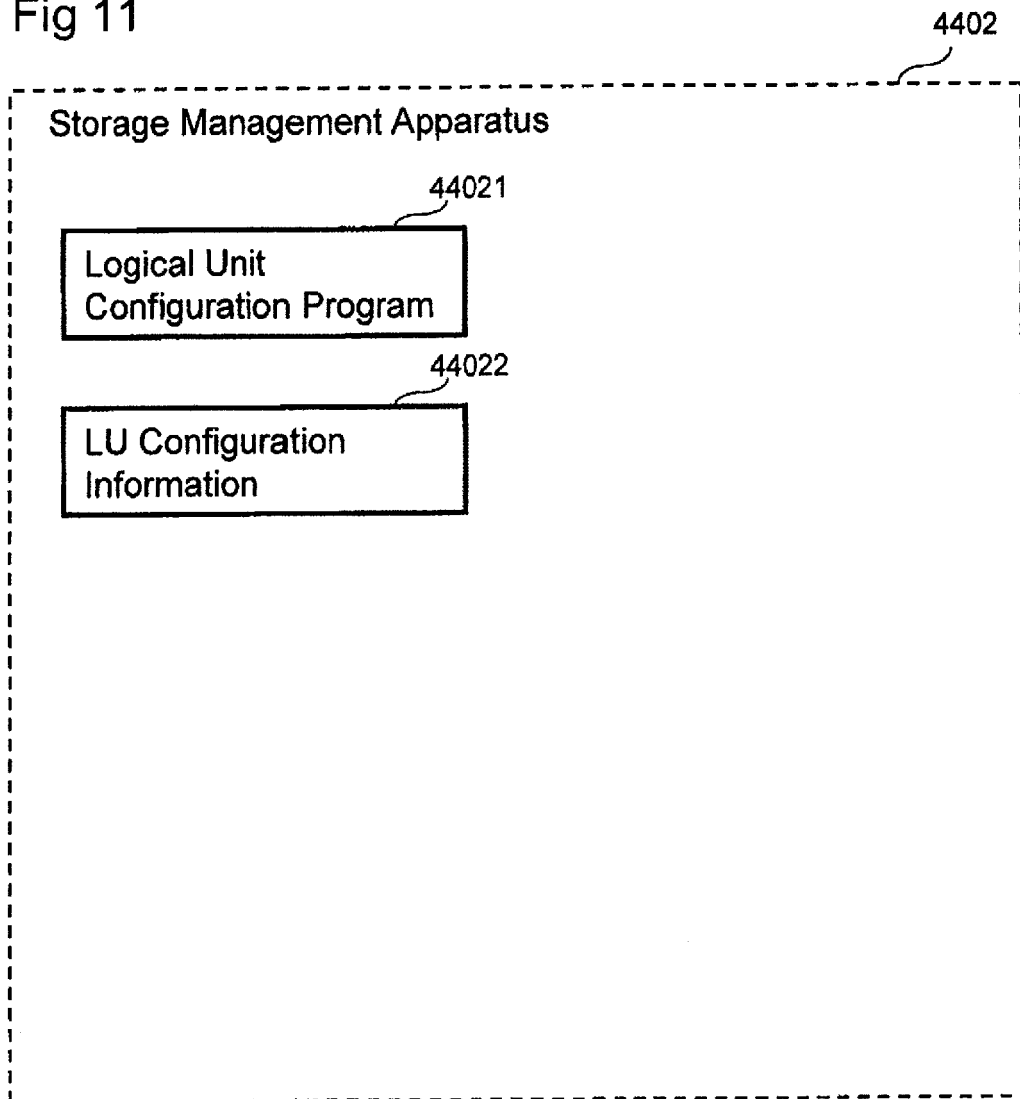 Fig 11
4402
Storage Management Apparatus
44021
Logical Unit
Configuration Program
44022
LU Configuration
Information